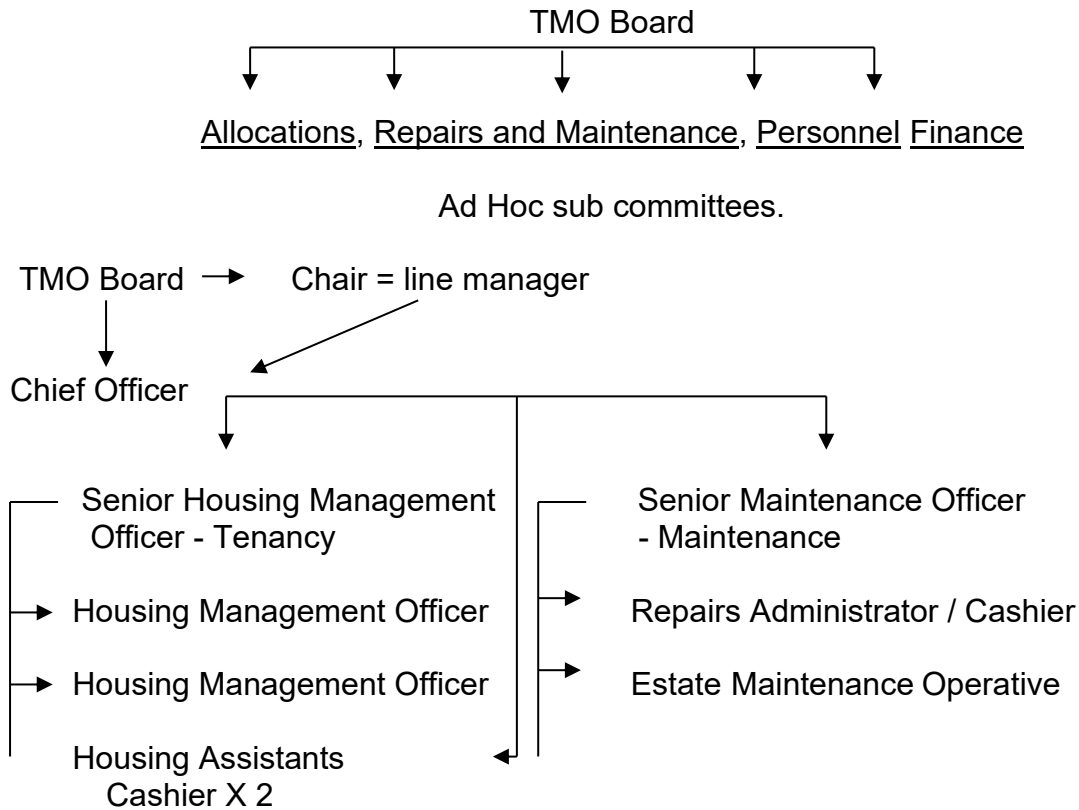 TMO Board
Allocations, Repairs and Maintenance, Personnel Finance
Ad Hoc sub committees.
TMO Board Chair = line manager
Chief Officer
Senior Housing Management
Officer - Tenancy
Senior Maintenance Officer
- Maintenance
Housing Management Officer
Repairs Administrator / Cashier
Housing Management Officer
Estate Maintenance Operative
Housing Assistants
Cashier X 2